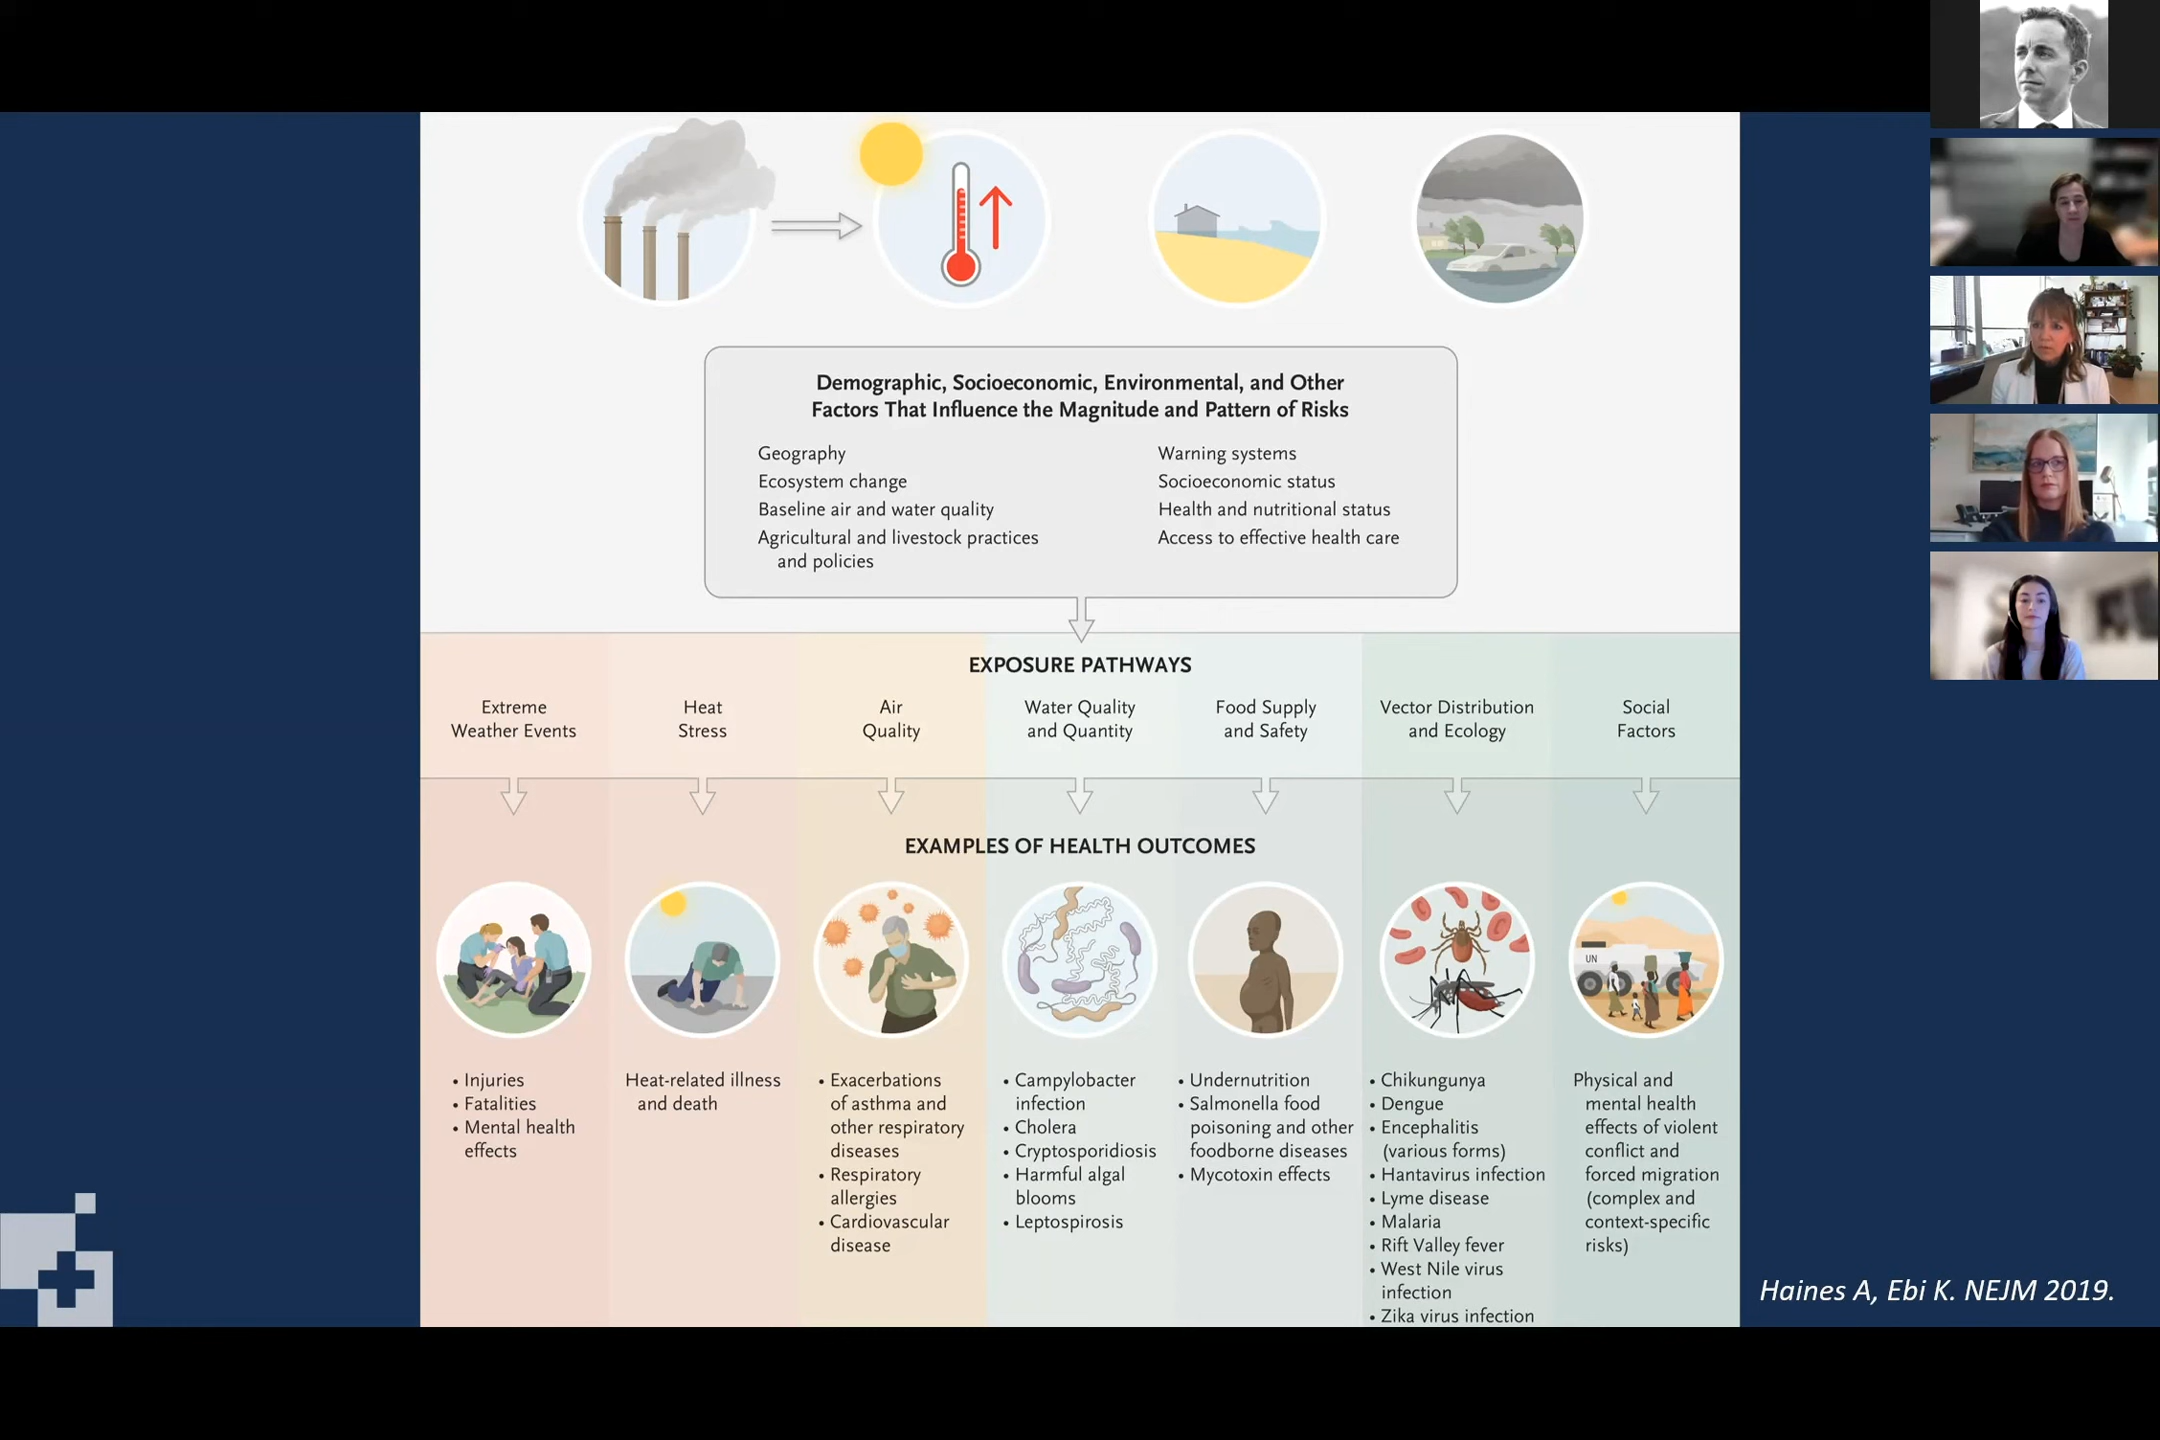 Demographic, Socioeconomic, Environmental, and Other
Factors That Influence the Magnitude and Pattern of Risks
Geography
Ecosystem change
Baseline air and water quality
Agricultural and livestock practices
and policies
Warning systems
Socioeconomic status
Health and nutritional status
Access to effective health care
EXPOSURE PATHWAYS
Extreme
Weather Events
Heat
Stress
Air
Quality
Water Quality
and Quantity
Food Supply
and Safety
Vector Distribution
and Ecology
Social
Factors
EXAMPLES OF HEALTH OUTCOMES
UN
• Injuries
• Fatalities
• Mental health
effects
Heat-related illness
and death
• Exacerbations
of asthma and
other respiratory
diseases
• Respiratory
allergies
• Cardiovascular
disease
• Campylobacter
infection
• Cholera
• Cryptosporidiosis
• Harmful algal
blooms
• Leptospirosis
• Undernutrition
• Salmonella food
poisoning and other
foodborne diseases
• Mycotoxin effects
• Chikungunya
• Dengue
• Encephalitis
(various forms)
• Hantavirus infection
• Lyme disease
• Malaria
• Rift Valley fever
• West Nile virus
infection
• Zika virus infection
Physical and
mental health
effects of violent
conflict and
forced migration
(complex and
context-specific
risks)
Haines A, Ebi K. NEJM 2019.